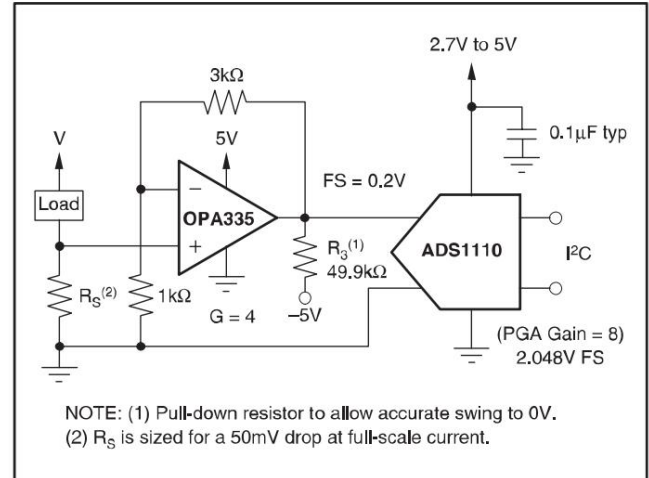 2.7V to 5V
3kΩ
0.1μF typ
V
5V
FS = 0.2V
Load
−
OPA335
+
R3(1)
49.9kΩ
ADS1110
I2C
RS(2)
1kΩ
G = 4
–5V
(PGA Gain = 8)
2.048V FS
NOTE: (1) Pull-down resistor to allow accurate swing to 0V.
(2) RS is sized for a 50mV drop at full-scale current.